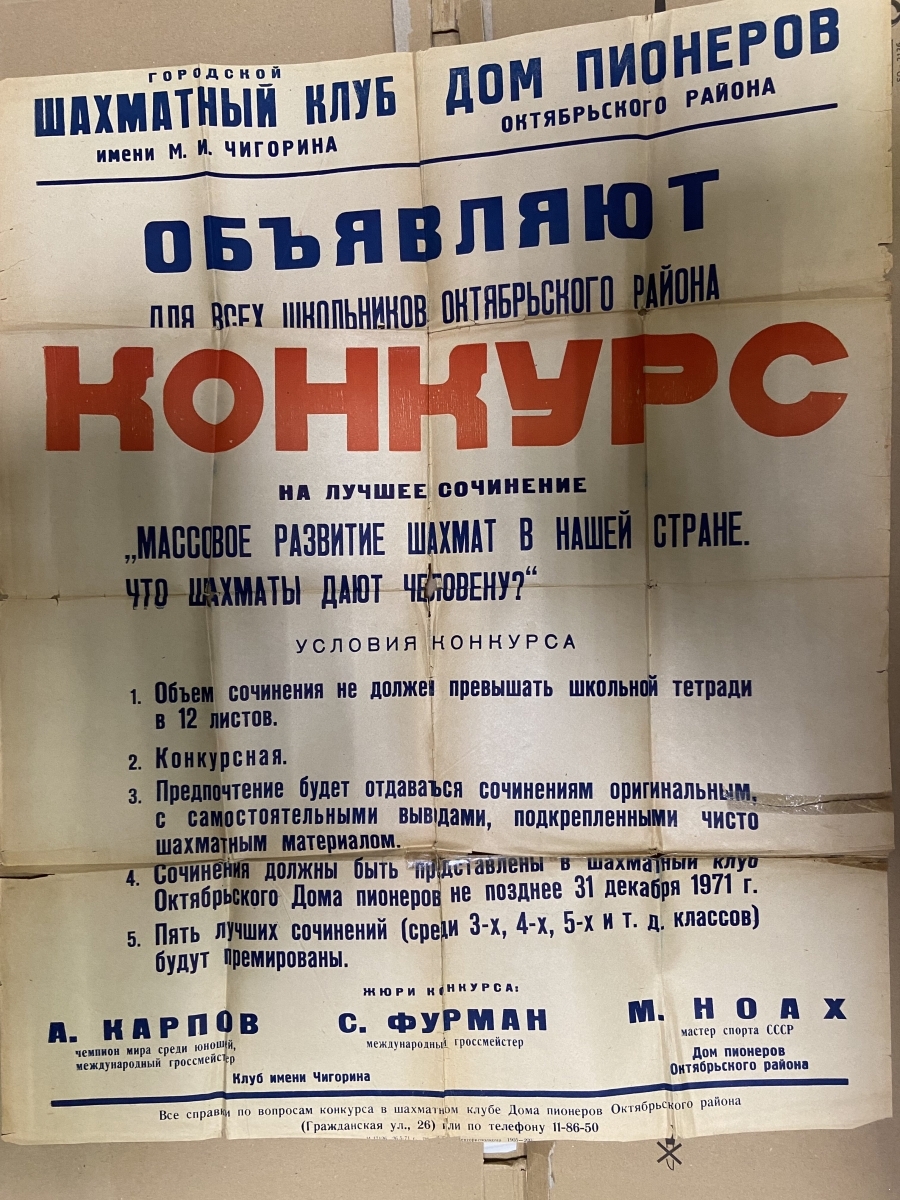 ГОРОДСКОЙ
ШАХМАТНЫЙ КЛУБ
имени М. И. ЧИГОРИНА
ДОМ ПИОНЕРОВ
ОКТЯБРЬСКОГО РАЙОНА
ОБЪЯВЛЯЮТ
ДЛЯ ВСЕХ ШКОЛЬНИКОВ ОКТЯБРЬСКОГО РАЙОНА
КОНКУРС
НА ЛУЧШЕЕ СОЧИНЕНИЕ
„МАССОВОЕ РАЗВИТИЕ ШАХМАТ В НАШЕЙ СТРАНЕ.
ЧТО ШАХМАТЫ ДАЮТ ЧЕЛОВЕКУ?“
УСЛОВИЯ КОНКУРСА
1. Объем сочинения не должен превышать школьной тетради
в 12 листов.
2. Конкурсная.
3. Предпочтение будет отдаваться сочинениям оригинальным,
с самостоятельными выводами, подкрепленными чисто
шахматным материалом.
4. Сочинения должны быть представлены в шахматный клуб
Октябрьского Дома пионеров не позднее 31 декабря 1971 г.
5. Пять лучших сочинений (среди 3-х, 4-х, 5-х и т. д. классов)
будут премированы.
ЖЮРИ КОНКУРСА:
А. КАРПОВ
чемпион мира среди юношей,
международный гроссмейстер
С. ФУРМАН
международный гроссмейстер
Клуб имени Чигорина
М. НОАХ
мастер спорта СССР
Дом пионеров
Октябрьского района
Все справки по вопросам конкурса в шахматном клубе Дома пионеров Октябрьского района
(Гражданская ул., 26) или по телефону 11-86-50